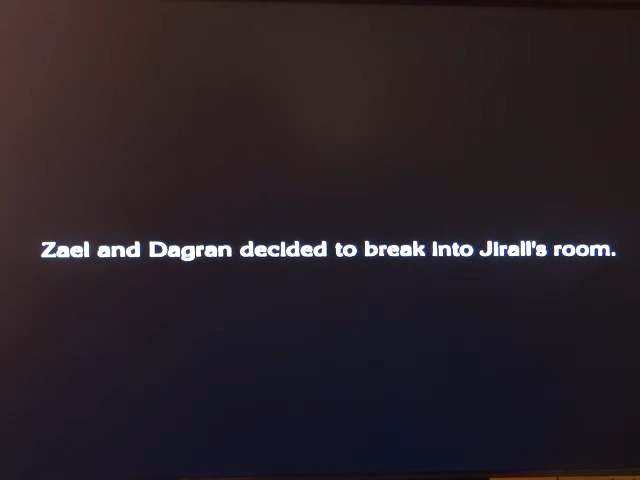 Zael and Dagran decided to break into Jirall's room.